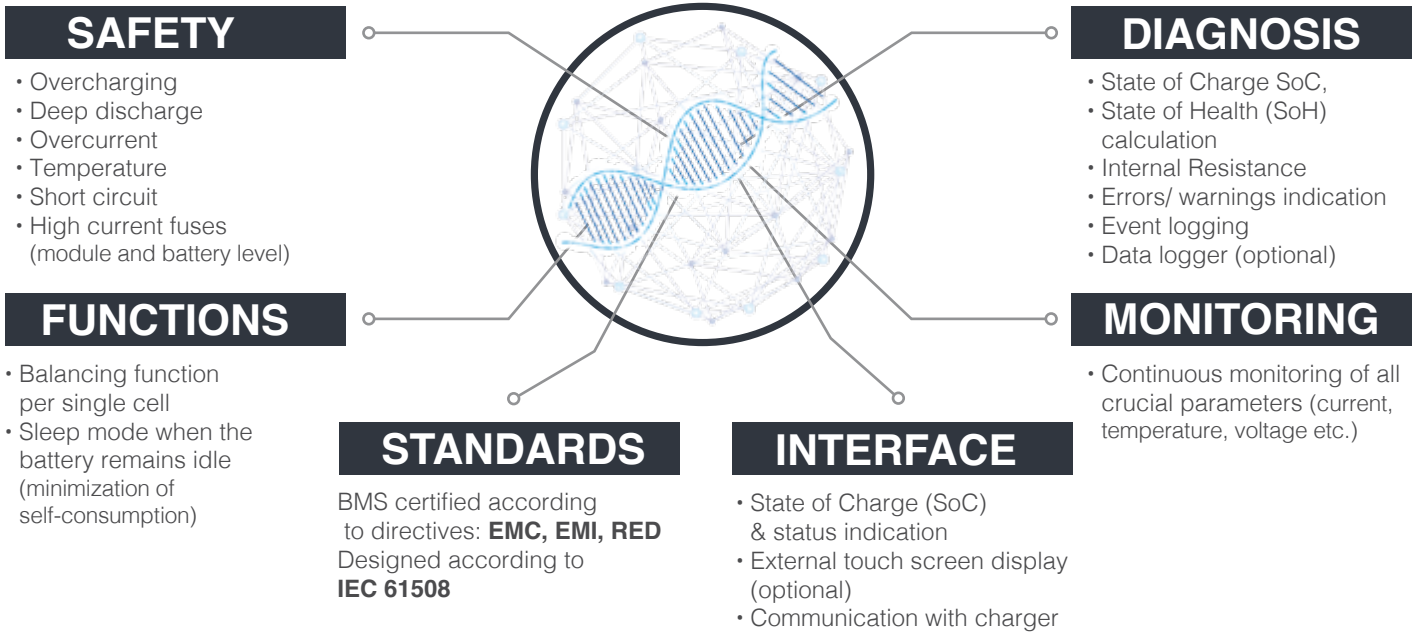 SAFETY
• Overcharging
• Deep discharge
• Overcurrent
• Temperature
• Short circuit
• High current fuses
(module and battery level)
FUNCTIONS
• Balancing function
per single cell
• Sleep mode when the
battery remains idle
(minimization of
self-consumption)
STANDARDS
BMS certified according
to directives: EMC, EMI, RED
Designed according to
IEC 61508
INTERFACE
• State of Charge (SoC)
& status indication
• External touch screen display
(optional)
• Communication with charger
DIAGNOSIS
• State of Charge SoC,
• State of Health (SoH)
calculation
• Internal Resistance
• Errors/ warnings indication
• Event logging
• Data logger (optional)
MONITORING
• Continuous monitoring of all
crucial parameters (current,
temperature, voltage etc.)